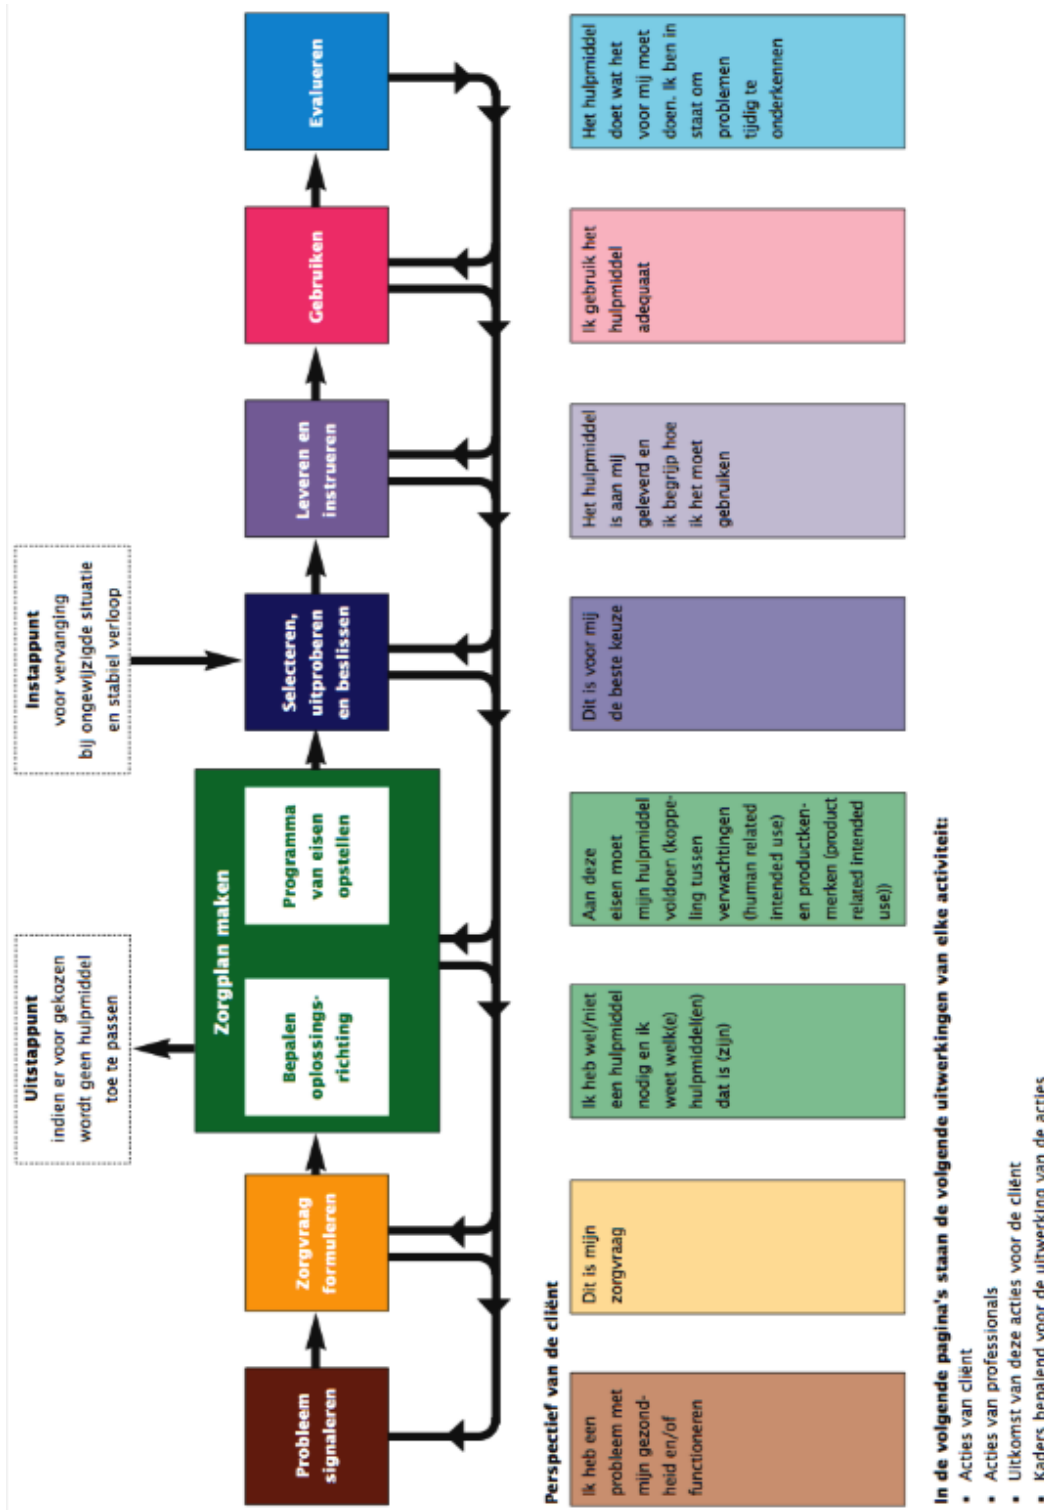 Uitstappunt
indien er voor gekozen
wordt geen hulpmiddel
toe te passen
Instappunt
voor vervanging
bij ongewijzigde situatie
en stabiel verloop
Probleem
signaleren
Zorgvraag
formuleren
Zorgplan maken
Bepalen
oplossings-
richting
Programma
van eisen
opstellen
Selecteren,
uitproberen
en beslissen
Leveren en
instrueren
Gebruiken
Evalueren
Perspectief van de cliënt
Ik heb een
probleem met
mijn gezond-
heid en/of
functioneren
Dit is mijn
zorgvraag
Ik heb wel/niet
een hulpmiddel
nodig en ik
weet welk(e)
hulpmiddel(en)
dat is (zijn)
Aan deze
eisen moet
mijn hulpmiddel
voldoen (koppe-
ling tussen
verwachtingen
(human related
intended use)
en productken-
merken (product
related intended
use))
Dit is voor mij
de beste keuze
Het hulpmiddel
is aan mij
geleverd en
ik begrijp hoe
ik het moet
gebruiken
Ik gebruik het
hulpmiddel
adequaat
Het hulpmiddel
doet wat het
voor mij moet
doen. Ik ben in
staat om
problemen
tijdig te
onderkennen
In de volgende pagina's staan de volgende uitwerkingen van elke activiteit:
• Acties van cliënt
• Acties van professionals
• Uitkomst van deze acties voor de cliënt
• Kaders bepalend voor de uitwerking van de acties